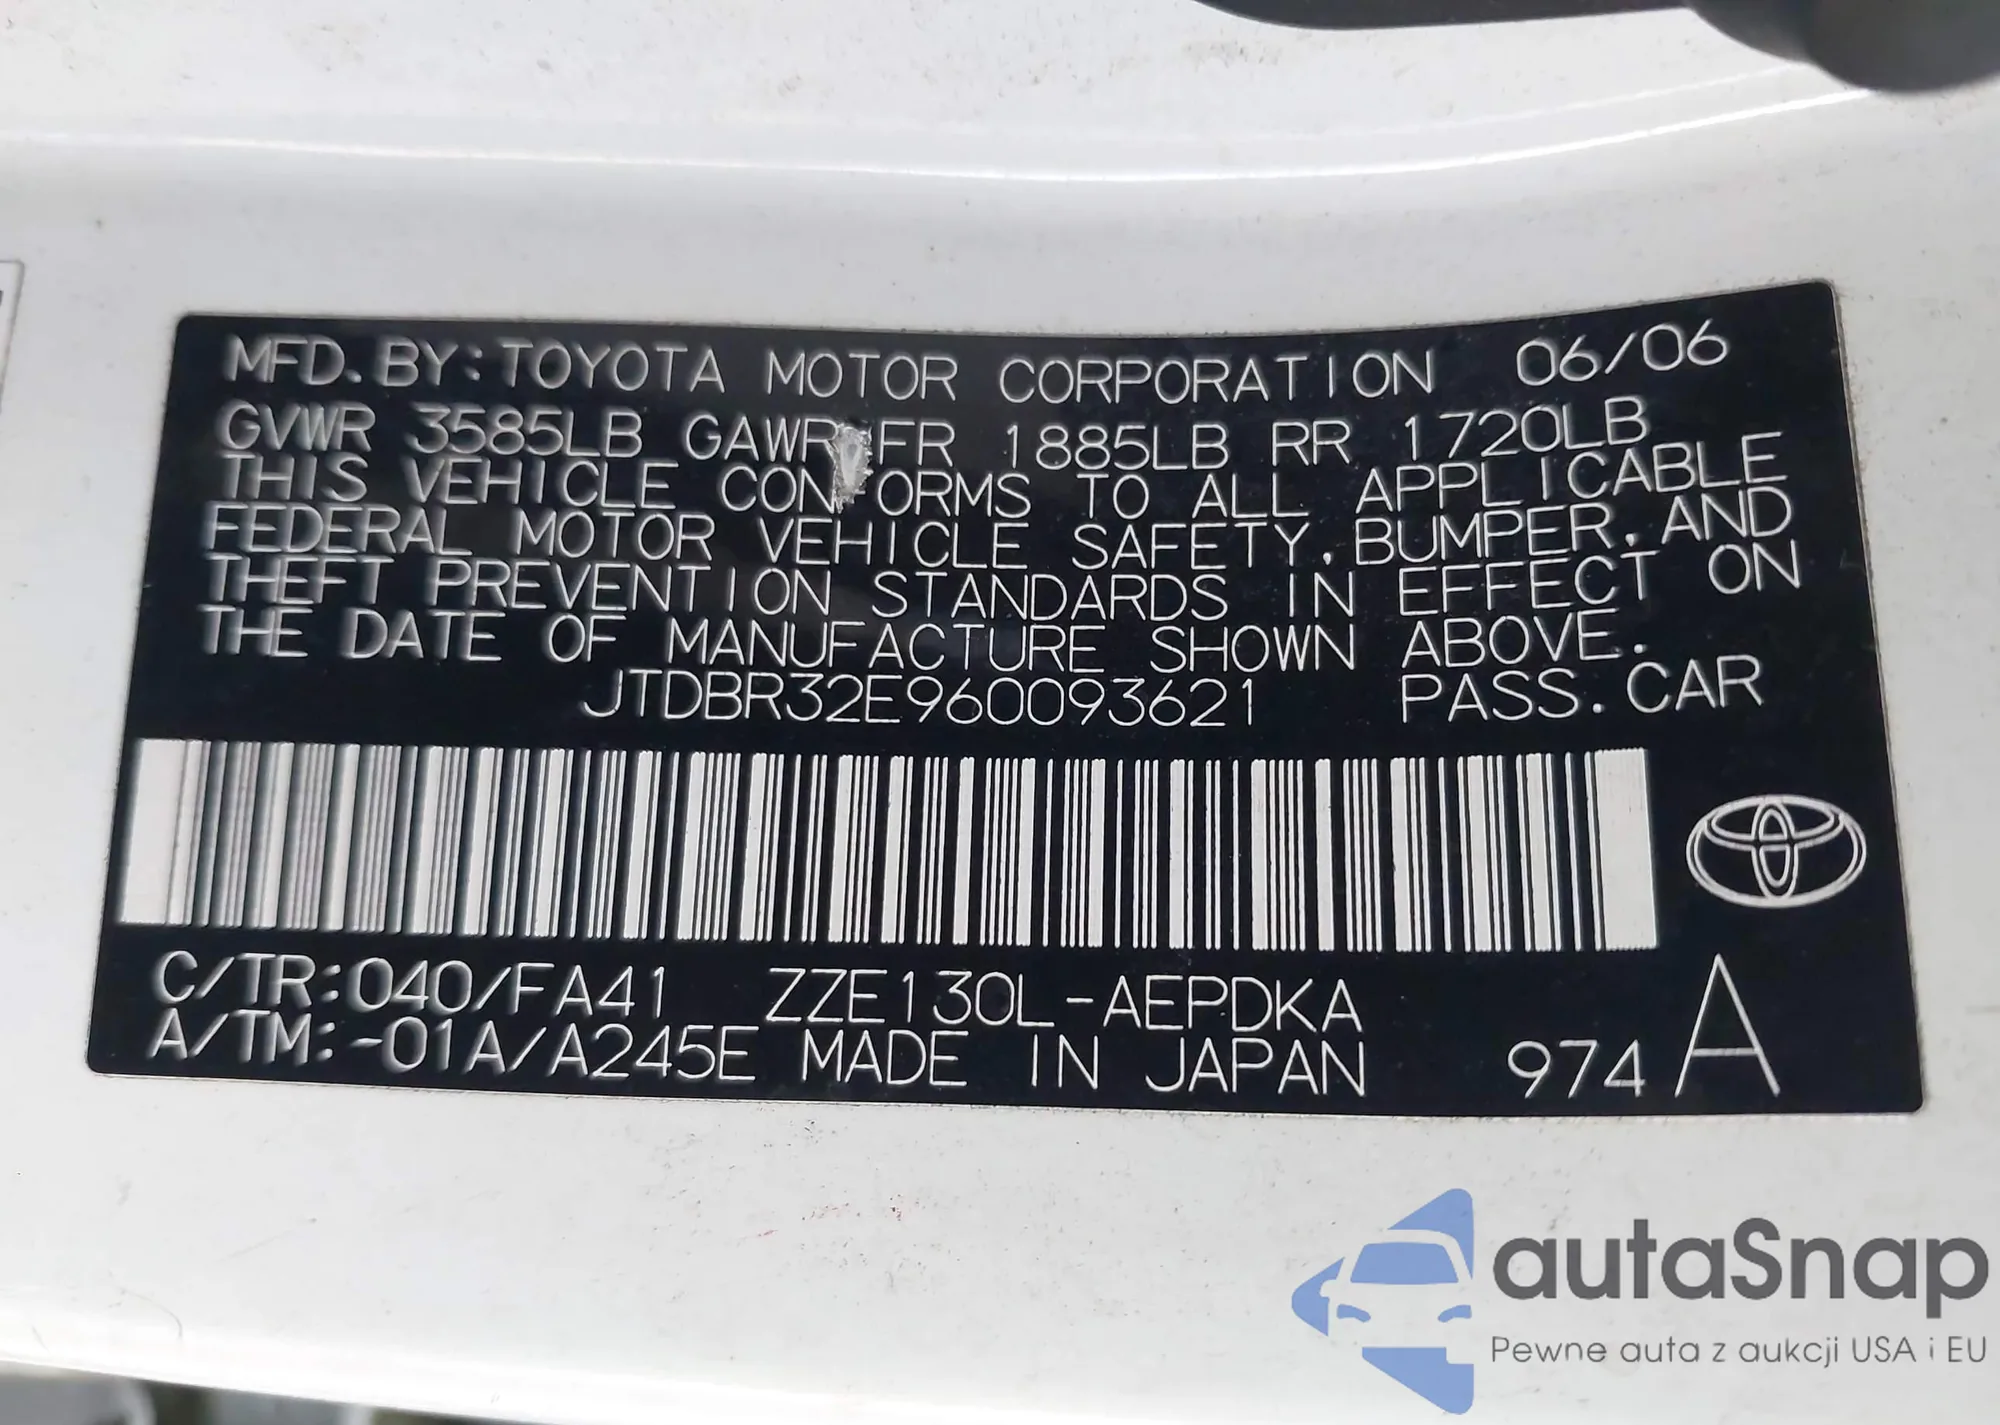 MFD. BY: TOYOTA MOTOR CORPORATION 06/06
GVWR 3585LB GAWR FR 1885LB RR 1720LB
THIS VEHICLE CONFORMS TO ALL APPLICABLE
FEDERAL MOTOR VEHICLE SAFETY, BUMPER, AND
THEFT PREVENTION STANDARDS IN EFFECT ON
THE DATE OF MANUFACTURE SHOWN ABOVE.
JTDBR32E960093621 PASS. CAR
C/TR: 040/FA41 ZZE130L-AEPDKA
A/TM: -01A/A245E MADE IN JAPAN 974 A
autaSnap
Pewne auta z aukcji USA i EU